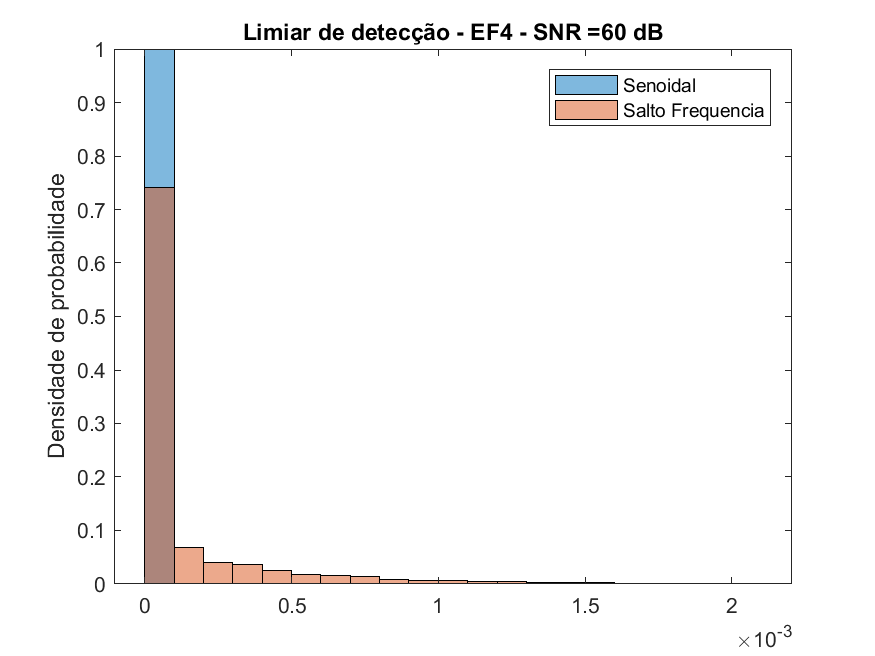 Limiar de detecção - EF4 - SNR =60 dB
Senoidal
Salto Frequencia
Densidade de probabilidade
1
0.9
0.8
0.7
0.6
0.5
0.4
0.3
0.2
0.1
0
0 0.5 1 1.5 2
×10-3